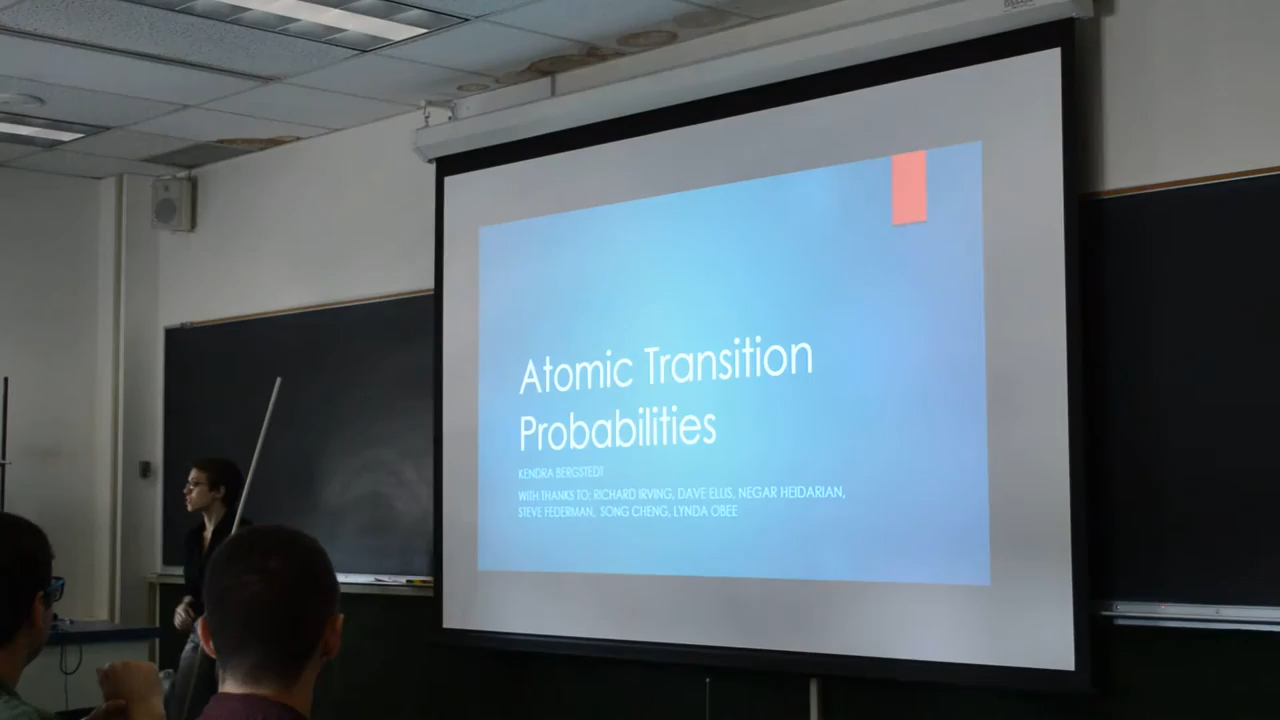 Atomic Transition
Probabilities
KENDRA BERGSTEDT
WITH THANKS TO: RICHARD IRVING, DAVE ELLIS, NEGAR HEIDARIAN,
STEVE FEDERMAN, SONG CHENG, LYNDA OBEE